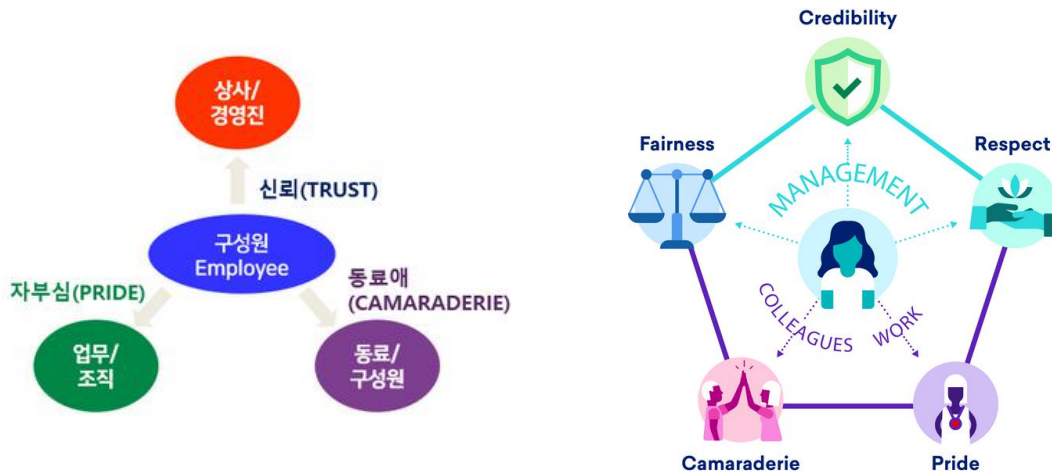 상사/
경영진
신뢰(TRUST)
구성원
Employee
자부심(PRIDE)
동료애
(CAMARADERIE)
업무/
조직
동료/
구성원
Credibility
Fairness
Respect
MANAGEMENT
COLLEAGUES
WORK
Camaraderie
Pride